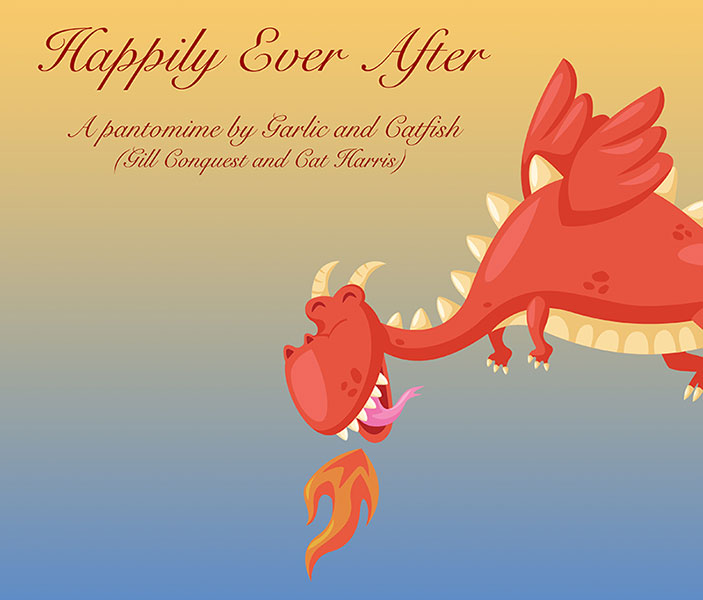 Happily Ever After
A pantomime by Garlic and Catfish
(Gill Conquest and Cat Harris)